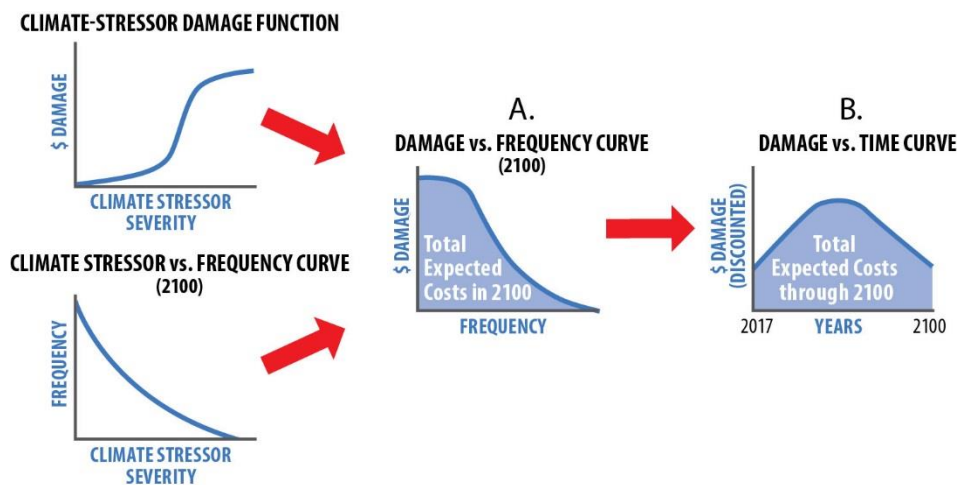 CLIMATE-STRESSOR DAMAGE FUNCTION
$ DAMAGE
CLIMATE STRESSOR
SEVERITY
CLIMATE STRESSOR vs. FREQUENCY CURVE
(2100)
FREQUENCY
CLIMATE STRESSOR
SEVERITY
A.
DAMAGE vs. FREQUENCY CURVE
(2100)
$ DAMAGE
Total
Expected
Costs in 2100
FREQUENCY
B.
DAMAGE vs. TIME CURVE
$ DAMAGE
(DISCOUNTED)
Total
Expected Costs
through 2100
2017 YEARS 2100